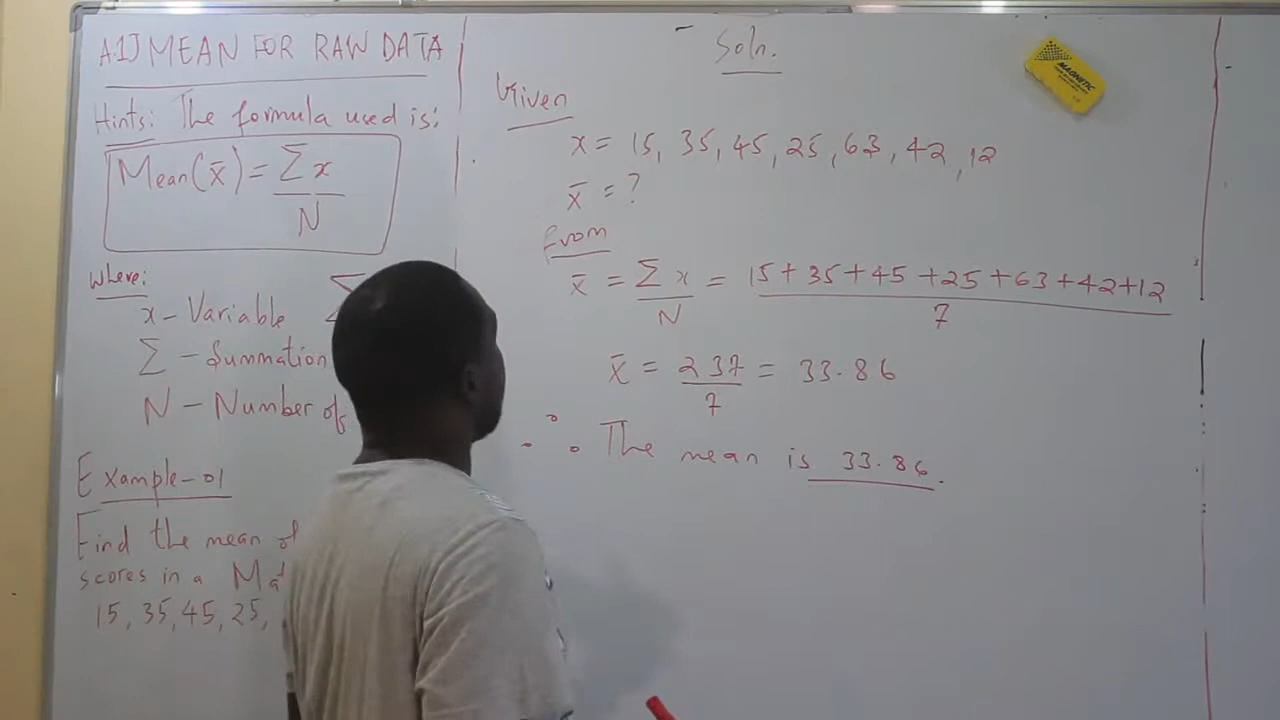 A1] MEAN FOR RAW DATA
Hints: The formula used is:
Mean(x̄) = Σx
N
where:
x - Variable
Σ - Summation
N - Number of
Example-01
Find the mean of
scores in a
15, 35, 45, 25,
Soln.
Given
x = 15, 35, 45, 25, 63, 42, 12
x̄ = ?
from
x̄ = Σx/N = 15+35+45+25+63+42+12/7
x̄ = 237/7 = 33.86
∴ The mean is 33.86.
MAGNETIC